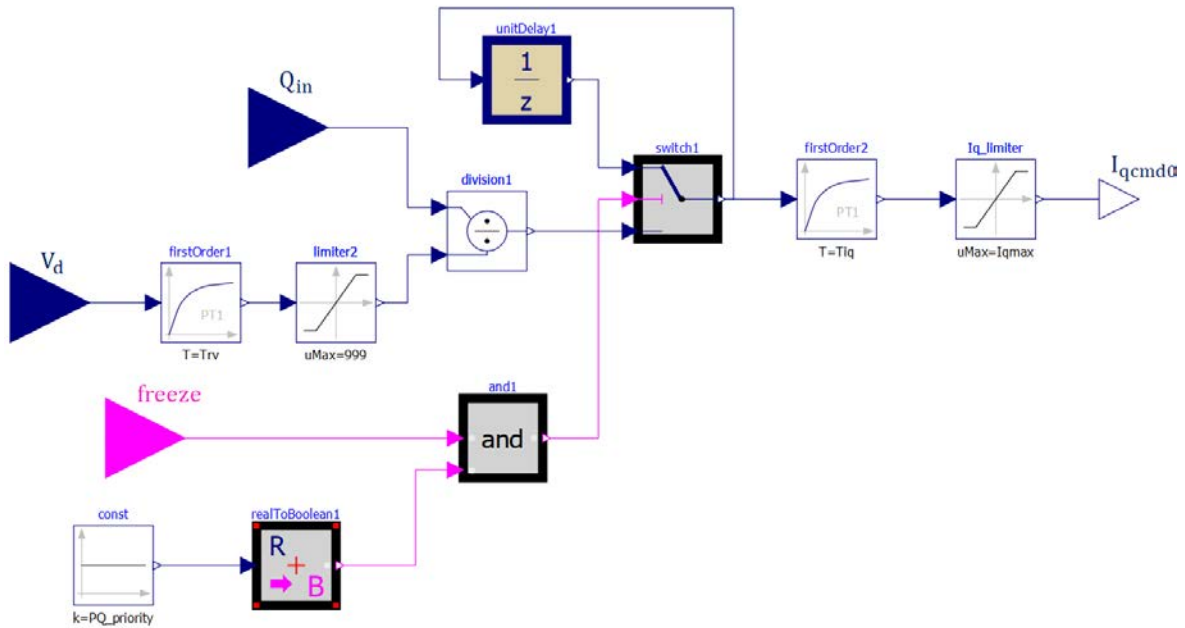 unitDelay1
1
z
Q_in
switch1
firstOrder2
Iq_limiter
I_qcmd0
division1
PT1
T=TIq
uMax=Iqmax
firstOrder1
limiter2
V_d
PT1
T=Trv
uMax=999
and1
freeze
and
const
realToBoolean1
R
B
k=PQ_priority